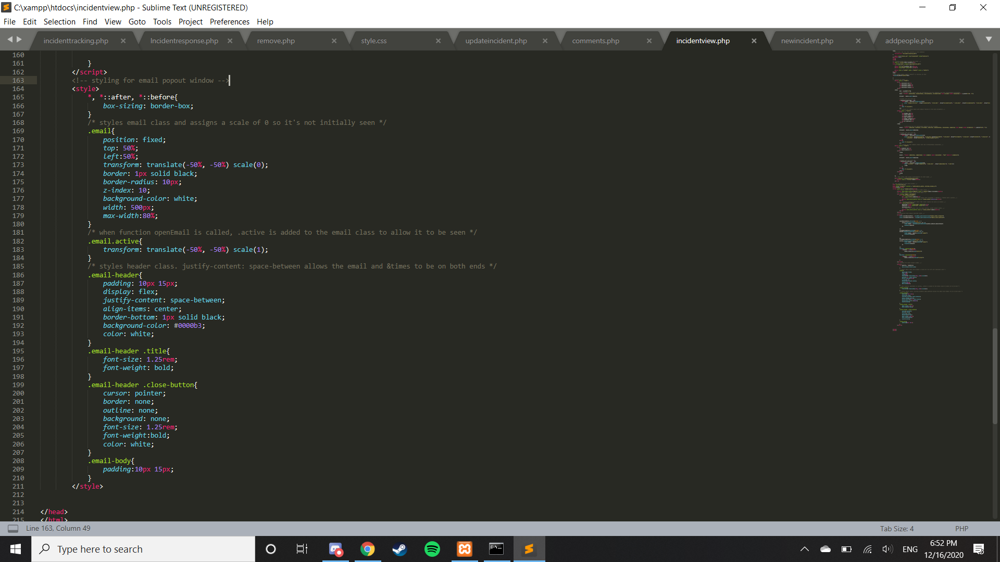 C:\xampp\htdocs\incidentview.php - Sublime Text (UNREGISTERED)
File Edit Selection Find View Goto Tools Project Preferences Help
incidenttracking.php Incidentresponse.php remove.php style.css updateincident.php comments.php incidentview.php newincident.php addpeople.php
160
161 }
162 </script>
163 <!-- styling for email popout window -->
164 <style>
165 *, *::after, *::before{
166 box-sizing: border-box;
167 }
168 /* styles email class and assigns a scale of 0 so it's not initially seen */
169 .email{
170 position: fixed;
171 top: 50%;
172 left:50%;
173 transform: translate(-50%, -50%) scale(0);
174 border: 1px solid black;
175 border-radius: 10px;
176 z-index: 10;
177 background-color: white;
178 width: 500px;
179 max-width:80%;
180 }
181 /* when function openEmail is called, .active is added to the email class to allow it to be seen */
182 .email.active{
183 transform: translate(-50%, -50%) scale(1);
184 }
185 /* styles header class. justify-content: space-between allows the email and &times to be on both ends */
186 .email-header{
187 padding: 10px 15px;
188 display: flex;
189 justify-content: space-between;
190 align-items: center;
191 border-bottom: 1px solid black;
192 background-color: #0000b3;
193 color: white;
194 }
195 .email-header .title{
196 font-size: 1.25rem;
197 font-weight: bold;
198 }
199 .email-header .close-button{
200 cursor: pointer;
201 border: none;
202 outline: none;
203 background: none;
204 font-size: 1.25rem;
205 font-weight:bold;
206 color: white;
207 }
208 .email-body{
209 padding:10px 15px;
210 }
211 </style>
212
213
214 </head>
215 </html>
Line 163, Column 49 Tab Size: 4 PHP
Type here to search
ENG
6:52 PM
12/16/2020